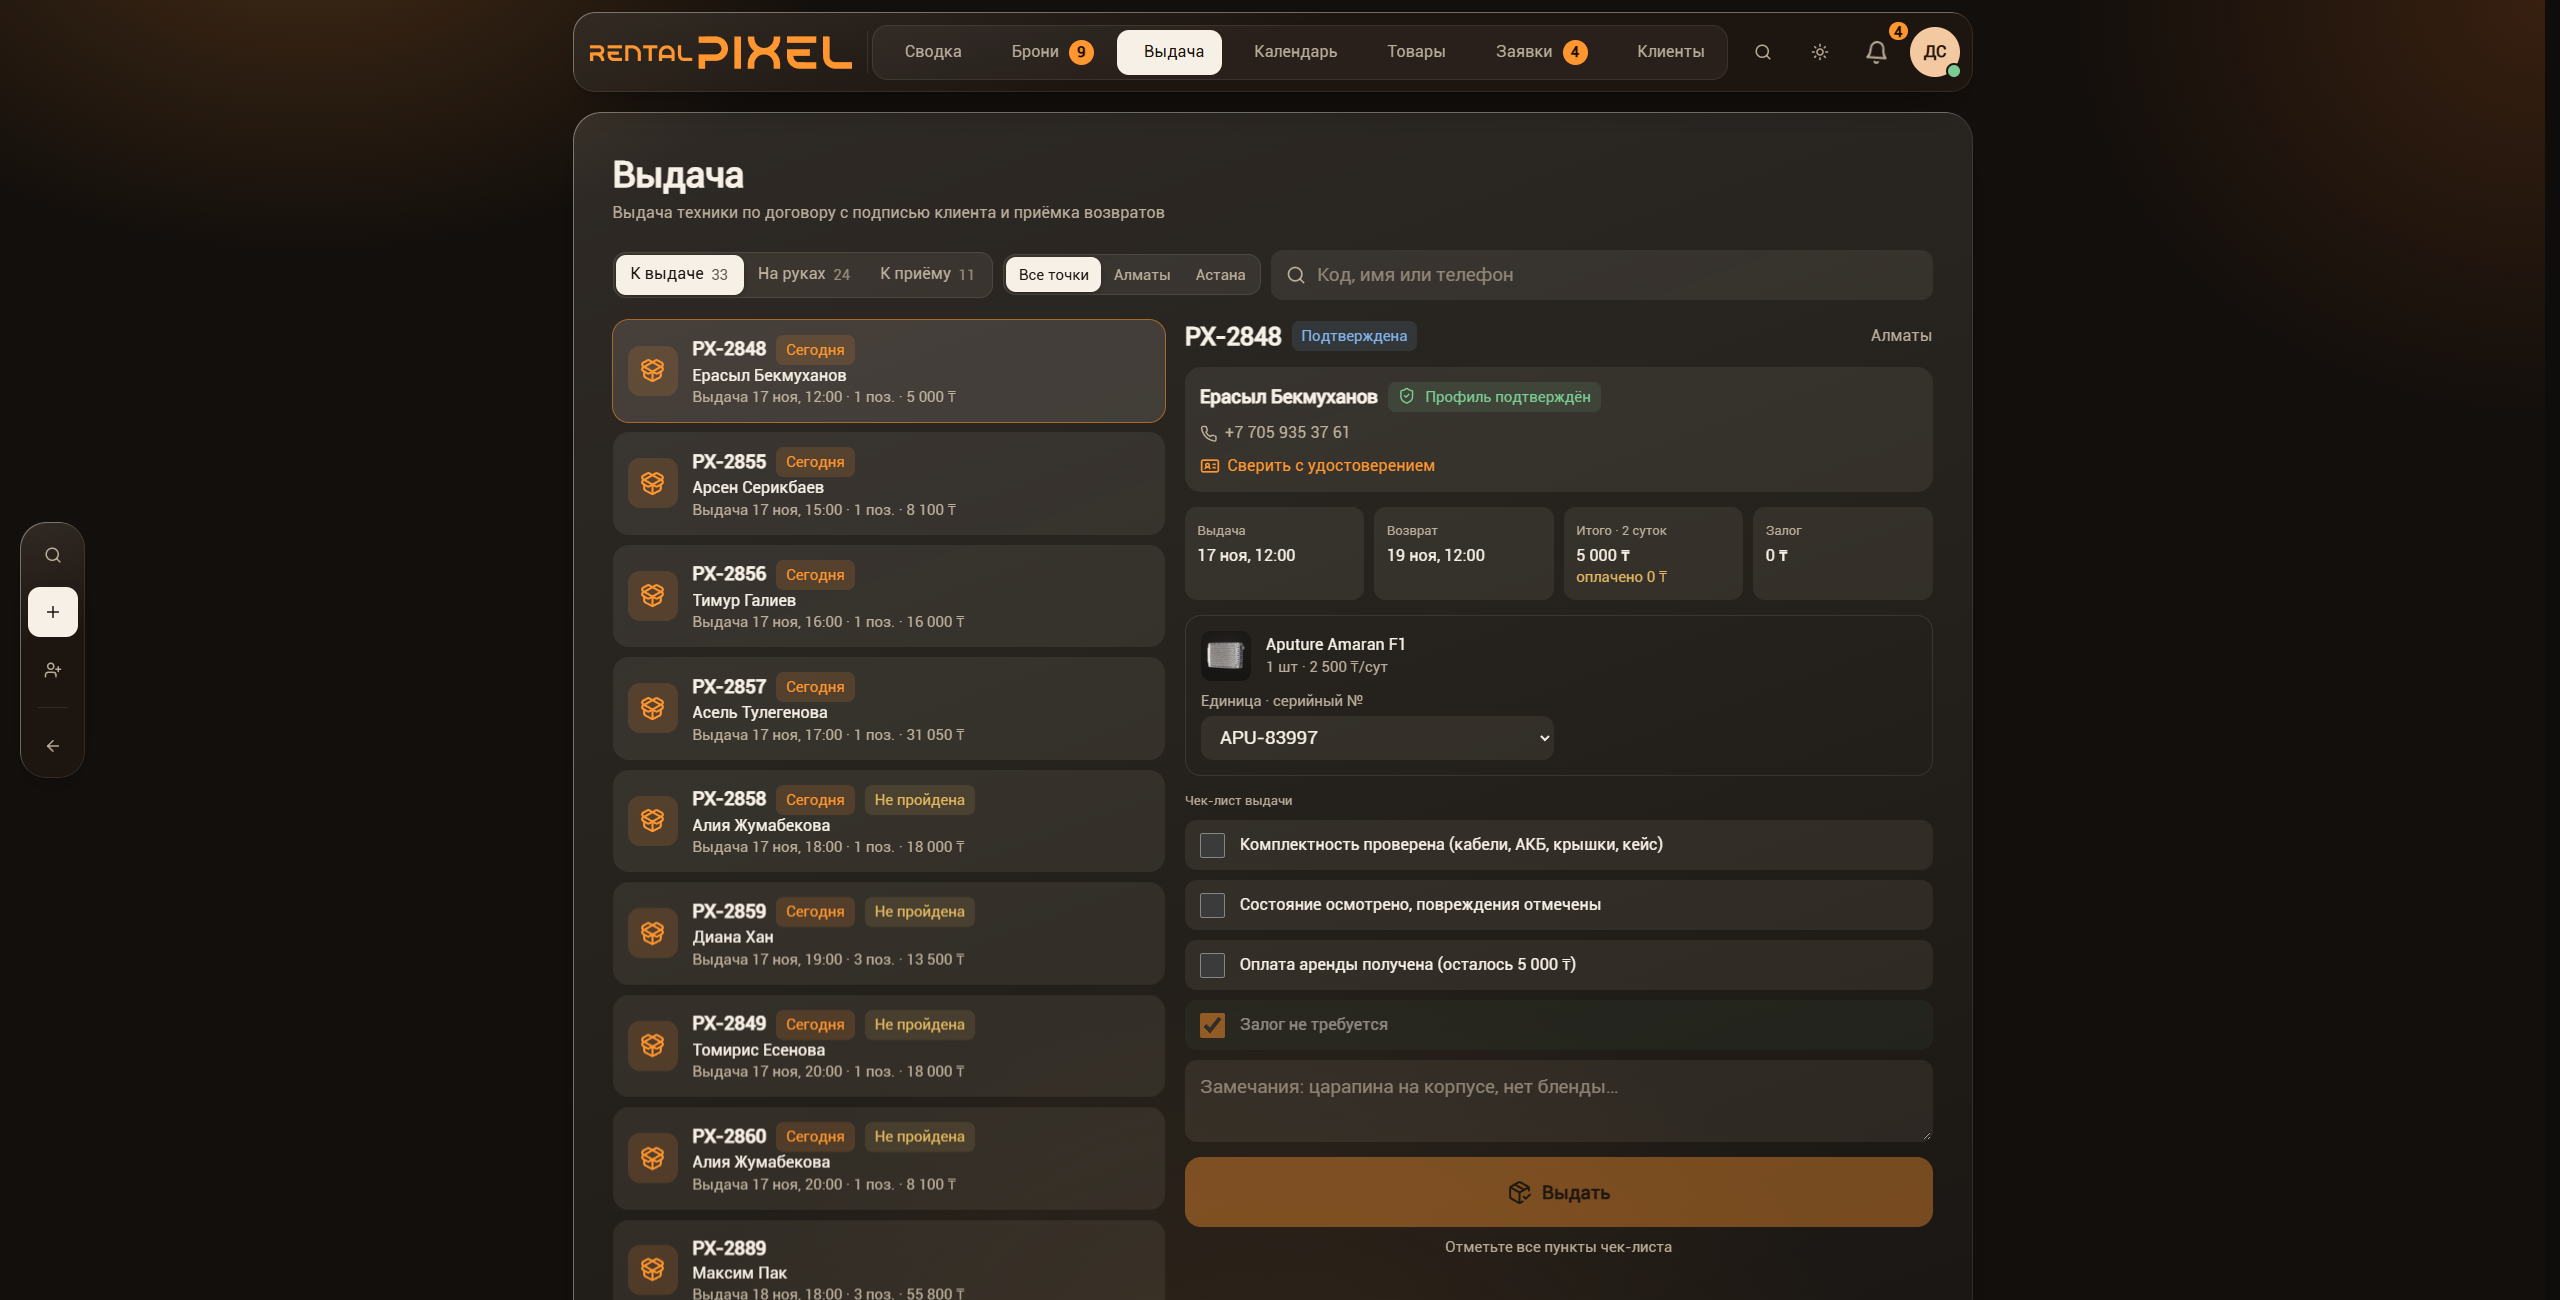 RENTAL PIXEL
Сводка
Брони 9
Выдача
Календарь
Товары
Заявки 4
Клиенты
4
ДС
Выдача
Выдача техники по договору с подписью клиента и приёмка возвратов
К выдаче 33
На руках 24
К приёму 11
Все точки
Алматы
Астана
Код, имя или телефон
PX-2848 Сегодня
Ерасыл Бекмуханов
Выдача 17 ноя, 12:00 · 1 поз. · 5 000 ₸
PX-2855 Сегодня
Арсен Серикбаев
Выдача 17 ноя, 15:00 · 1 поз. · 8 100 ₸
PX-2856 Сегодня
Тимур Галиев
Выдача 17 ноя, 16:00 · 1 поз. · 16 000 ₸
PX-2857 Сегодня
Асель Тулегенова
Выдача 17 ноя, 17:00 · 1 поз. · 31 050 ₸
PX-2858 Сегодня Не пройдена
Алия Жумабекова
Выдача 17 ноя, 18:00 · 1 поз. · 18 000 ₸
PX-2859 Сегодня Не пройдена
Диана Хан
Выдача 17 ноя, 19:00 · 3 поз. · 13 500 ₸
PX-2849 Сегодня Не пройдена
Томирис Есенова
Выдача 17 ноя, 20:00 · 1 поз. · 18 000 ₸
PX-2860 Сегодня Не пройдена
Алия Жумабекова
Выдача 17 ноя, 20:00 · 1 поз. · 8 100 ₸
PX-2889
Максим Пак
Выдача 18 ноя, 18:00 · 3 поз. · 55 800 ₸
PX-2848 Подтверждена
Алматы
Ерасыл Бекмуханов Профиль подтверждён
+7 705 935 37 61
Сверить с удостоверением
Выдача
17 ноя, 12:00
Возврат
19 ноя, 12:00
Итого · 2 суток
5 000 ₸
оплачено 0 ₸
Залог
0 ₸
Aputure Amaran F1
1 шт · 2 500 ₸/сут
Единица · серийный №
APU-83997
Чек-лист выдачи
Комплектность проверена (кабели, АКБ, крышки, кейс)
Состояние осмотрено, повреждения отмечены
Оплата аренды получена (осталось 5 000 ₸)
Залог не требуется
Замечания: царапина на корпусе, нет бленды…
Выдать
Отметьте все пункты чек-листа